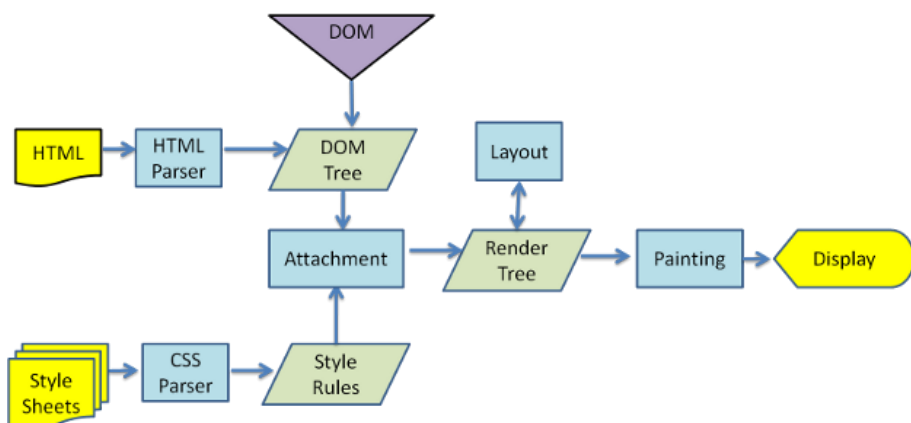 DOM
HTML
HTML
Parser
DOM
Tree
Layout
Attachment
Render
Tree
Painting
Display
Style
Sheets
CSS
Parser
Style
Rules